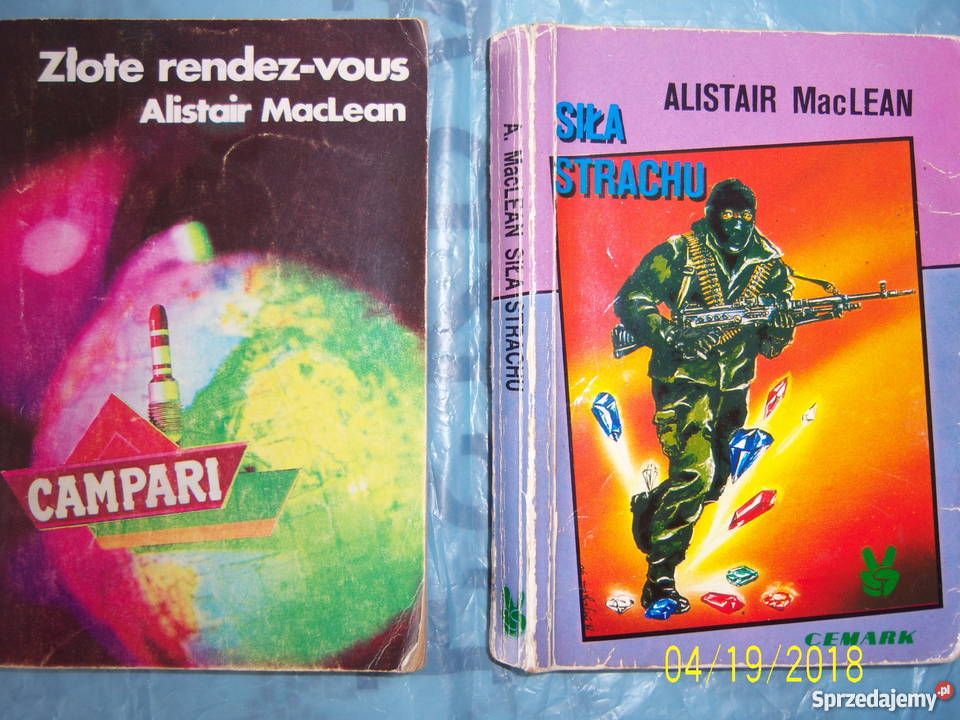 Złote rendez-vous
Alistair MacLean
CAMPARI
A. MacLEAN SIŁA STRACHU
ALISTAIR MacLEAN
SIŁA
STRACHU
CEMARK
04/19/2018
Sprzedajemy.pl